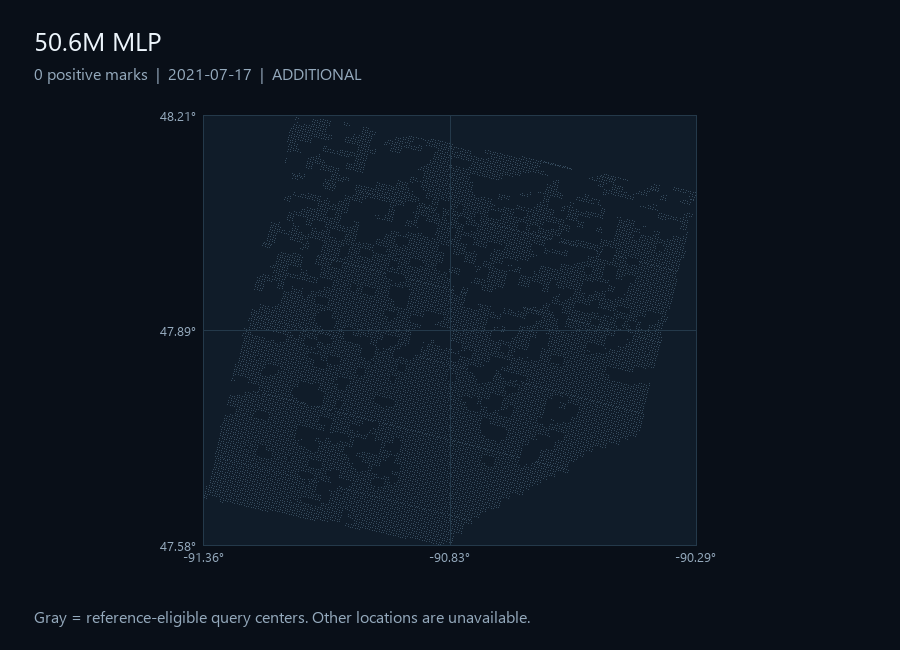 50.6M MLP
0 positive marks | 2021-07-17 | ADDITIONAL
48.21°
47.89°
47.58°
-91.36°
-90.83°
-90.29°
Gray = reference-eligible query centers. Other locations are unavailable.